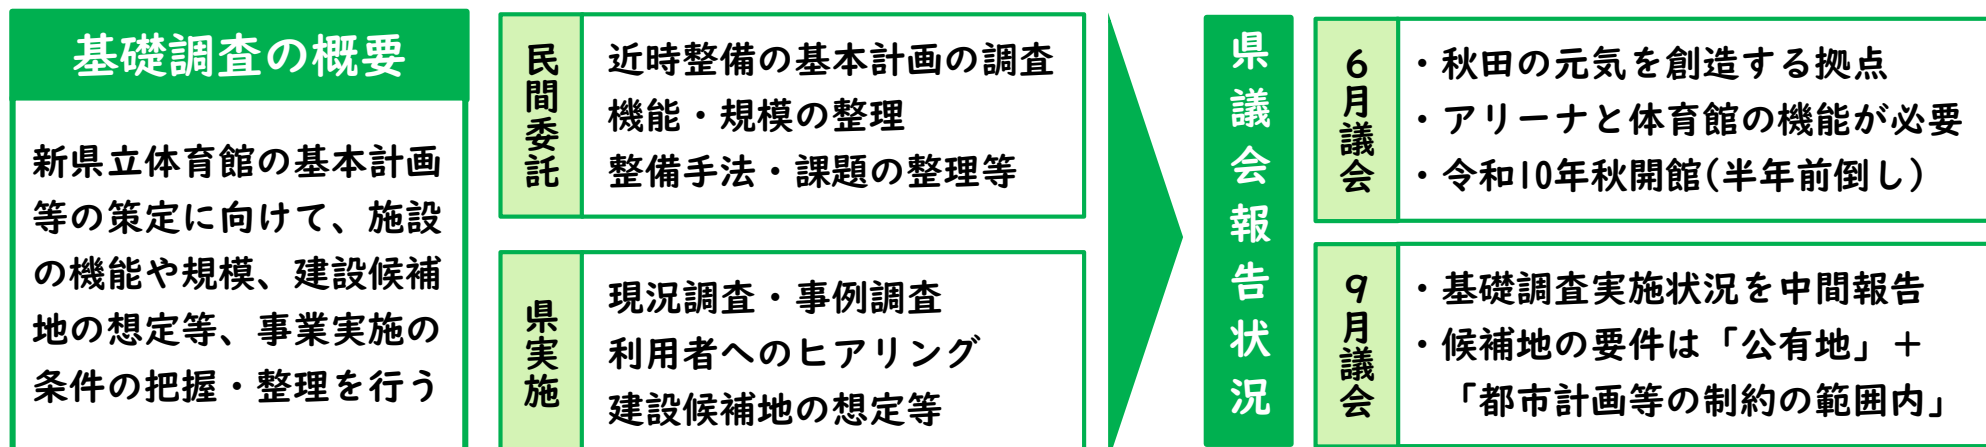 基礎調査の概要
新県立体育館の基本計画
等の策定に向けて、施設
の機能や規模、建設候補
地の想定等、事業実施の
条件の把握・整理を行う
民間委託
近時整備の基本計画の調査
機能・規模の整理
整備手法・課題の整理等
県実施
現況調査・事例調査
利用者へのヒアリング
建設候補地の想定等
県議会報告状況
6月議会
・秋田の元気を創造する拠点
・アリーナと体育館の機能が必要
・令和10年秋開館(半年前倒し)
9月議会
・基礎調査実施状況を中間報告
・候補地の要件は「公有地」＋
「都市計画等の制約の範囲内」